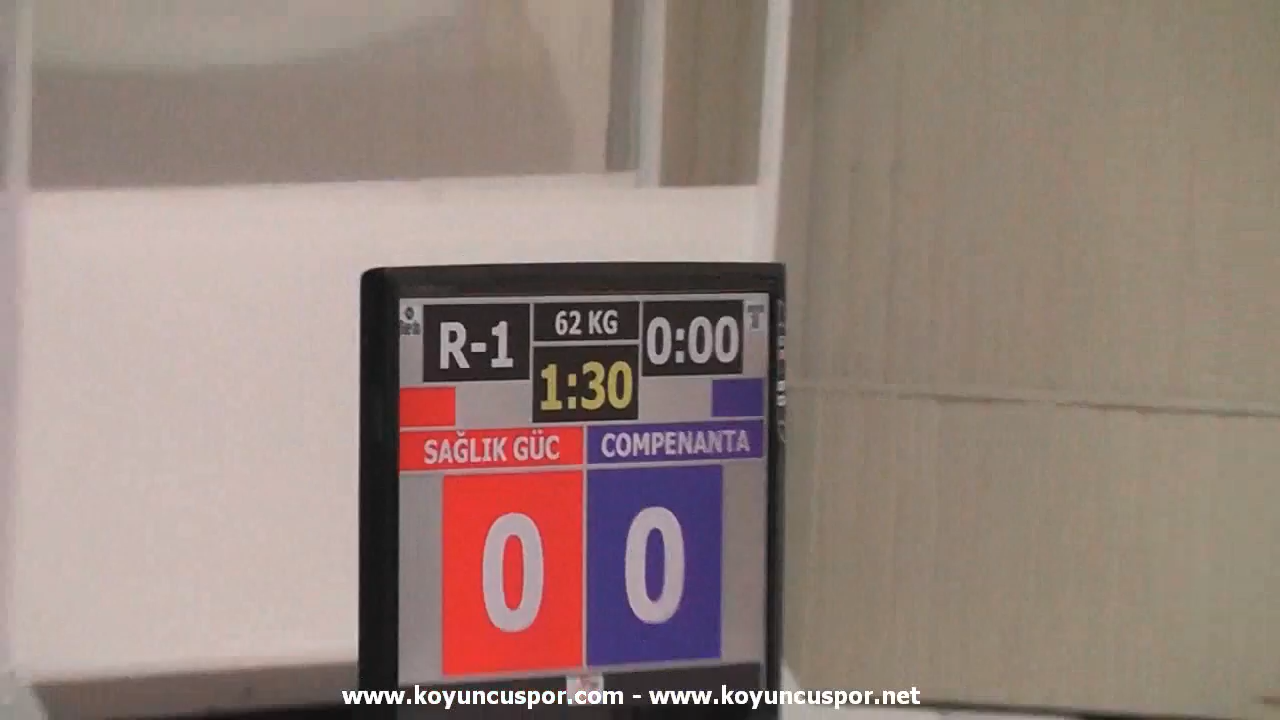 R-1
62 KG
0:00
1:30
SAĞLIK GÜC
COMPENANTA
0
0
www.koyuncuspor.com - www.koyuncuspor.net